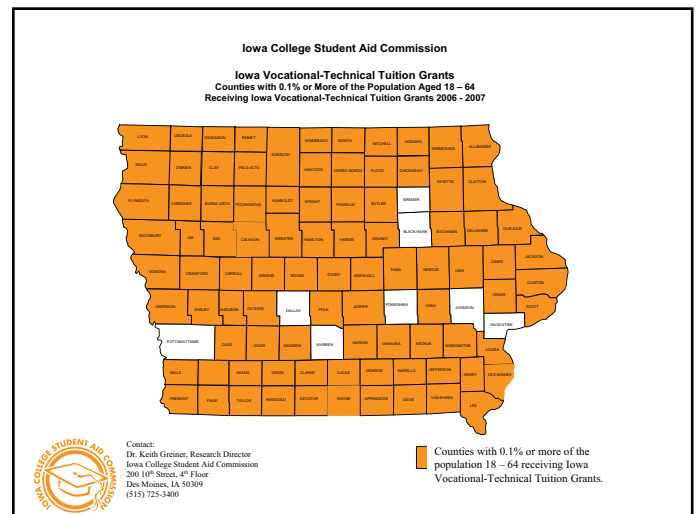 Iowa College Student Aid Commission
Iowa Vocational-Technical Tuition Grants
Counties with 0.1% or More of the Population Aged 18 – 64
Receiving Iowa Vocational-Technical Tuition Grants 2006 - 2007
LYON OSCEOLA DICKINSON EMMET KOSSUTH WINNEBAGO WORTH MITCHELL HOWARD WINNESHIEK ALLAMAKEE
SIOUX O'BRIEN CLAY PALO ALTO HANCOCK CERRO GORDO FLOYD CHICKASAW
PLYMOUTH CHEROKEE BUENA VISTA POCAHONTAS HUMBOLDT WRIGHT FRANKLIN BUTLER BREMER FAYETTE CLAYTON
WOODBURY IDA SAC CALHOUN WEBSTER HAMILTON HARDIN GRUNDY BLACK HAWK BUCHANAN DELAWARE DUBUQUE
MONONA CRAWFORD CARROLL GREENE BOONE STORY MARSHALL TAMA BENTON LINN JONES JACKSON
CLINTON
HARRISON SHELBY AUDUBON GUTHRIE DALLAS POLK JASPER POWESHIEK IOWA JOHNSON CEDAR SCOTT
MUSCATINE
POTTAWATTAMIE CASS ADAIR MADISON WARREN MARION MAHASKA KEOKUK WASHINGTON LOUISA
MILLS ADAMS UNION CLARKE LUCAS MONROE WAPELLO JEFFERSON HENRY DES MOINES
FREMONT PAGE TAYLOR RINGGOLD DECATUR WAYNE APPANOOSE DAVIS VAN BUREN LEE
IOWA COLLEGE STUDENT AID COMMISSION
Contact:
Dr. Keith Greiner, Research Director
Iowa College Student Aid Commission
200 10th Street, 4th Floor
Des Moines, IA 50309
(515) 725-3400
Counties with 0.1% or more of the
population 18 – 64 receiving Iowa
Vocational-Technical Tuition Grants.